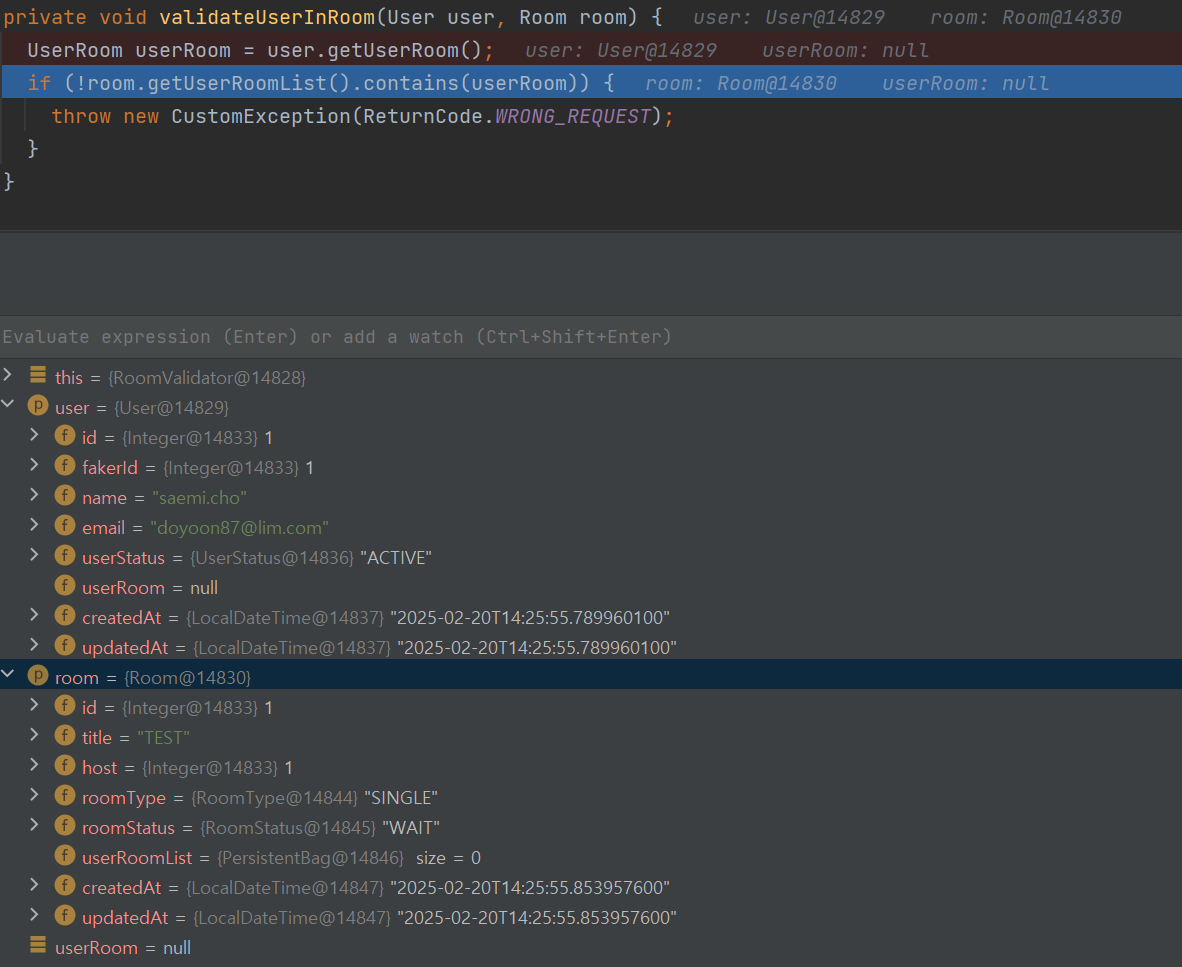 private void validateUserInRoom(User user, Room room) {   user: User@14829    room: Room@14830
UserRoom userRoom = user.getUserRoom();   user: User@14829    userRoom: null
if (!room.getUserRoomList().contains(userRoom)) {   room: Room@14830    userRoom: null
throw new CustomException(ReturnCode.WRONG_REQUEST);
}
}
Evaluate expression (Enter) or add a watch (Ctrl+Shift+Enter)
this = {RoomValidator@14828}
p user = {User@14829}
f id = {Integer@14833} 1
f fakerId = {Integer@14833} 1
f name = "saemi.cho"
f email = "doyoon87@lim.com"
f userStatus = {UserStatus@14836} "ACTIVE"
f userRoom = null
f createdAt = {LocalDateTime@14837} "2025-02-20T14:25:55.789960100"
f updatedAt = {LocalDateTime@14837} "2025-02-20T14:25:55.789960100"
p room = {Room@14830}
f id = {Integer@14833} 1
f title = "TEST"
f host = {Integer@14833} 1
f roomType = {RoomType@14844} "SINGLE"
f roomStatus = {RoomStatus@14845} "WAIT"
f userRoomList = {PersistentBag@14846}  size = 0
f createdAt = {LocalDateTime@14847} "2025-02-20T14:25:55.853957600"
f updatedAt = {LocalDateTime@14847} "2025-02-20T14:25:55.853957600"
userRoom = null